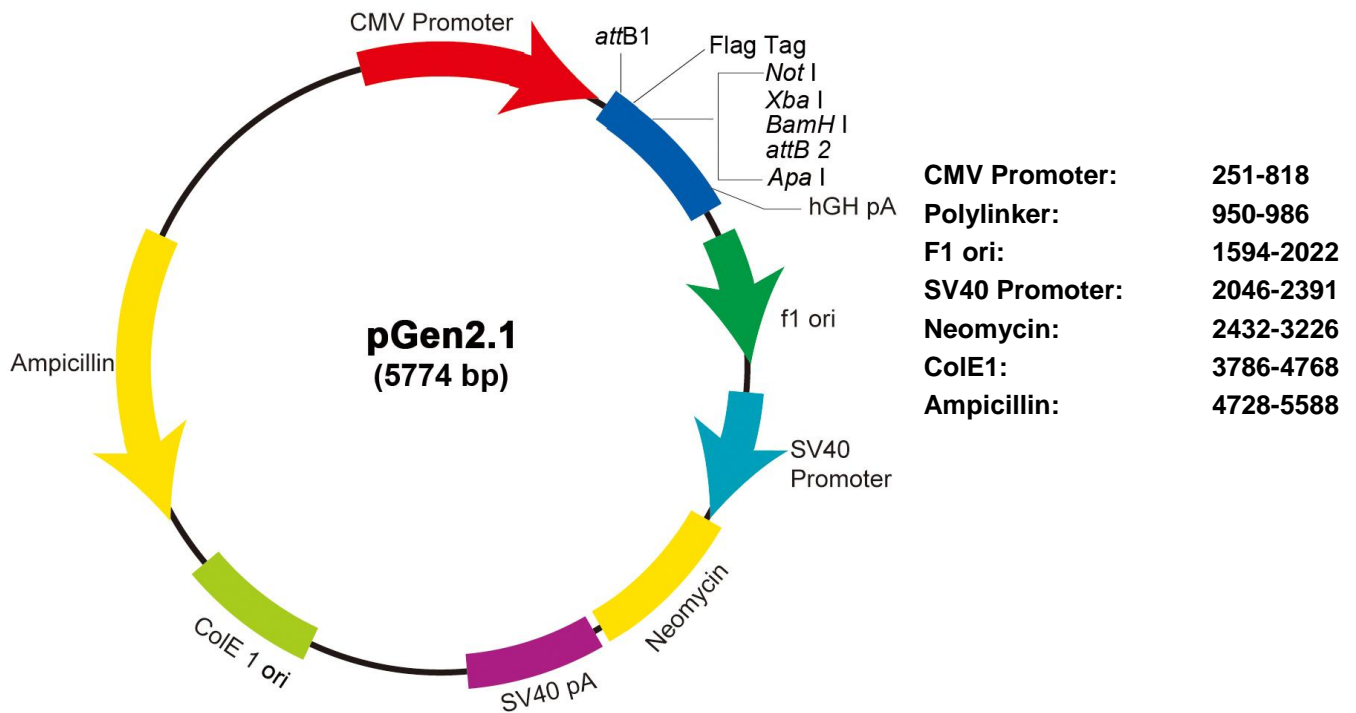 CMV Promoter
attB1
Flag Tag
Not I
Xba I
BamH I
attB 2
Apa I
hGH pA
f1 ori
SV40
Promoter
Neomycin
SV40 pA
ColE 1 ori
Ampicillin
pGen2.1
(5774 bp)
CMV Promoter: 251-818
Polylinker: 950-986
F1 ori: 1594-2022
SV40 Promoter: 2046-2391
Neomycin: 2432-3226
ColE1: 3786-4768
Ampicillin: 4728-5588